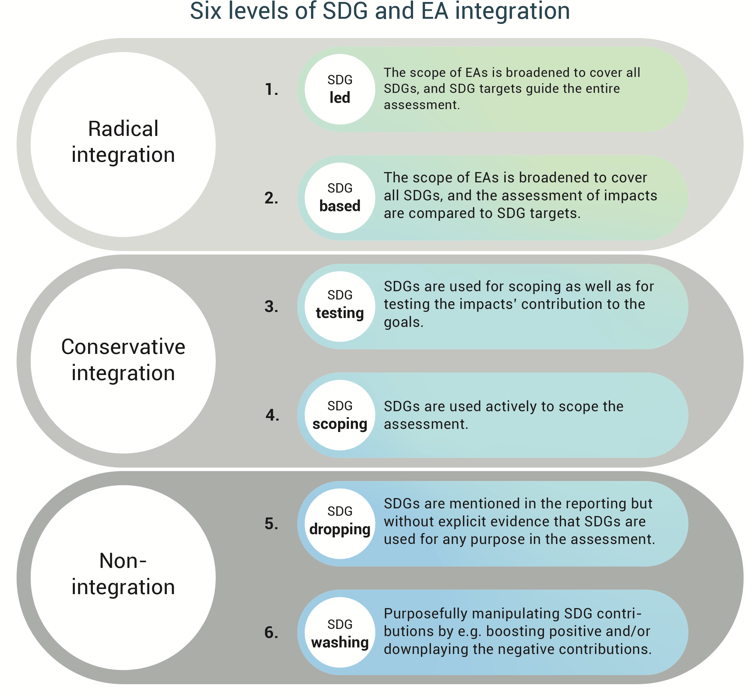 Six levels of SDG and EA integration
Radical
integration
1.
SDG
led
The scope of EAs is broadened to cover all
SDGs, and SDG targets guide the entire
assessment.
2.
SDG
based
The scope of EAs is broadened to cover
all SDGs, and the assessment of impacts
are compared to SDG targets.
Conservative
integration
3.
SDG
testing
SDGs are used for scoping as well as for
testing the impacts' contribution to the
goals.
4.
SDG
scoping
SDGs are used actively to scope the
assessment.
Non-
integration
5.
SDG
dropping
SDGs are mentioned in the reporting but
without explicit evidence that SDGs are
used for any purpose in the assessment.
6.
SDG
washing
Purposefully manipulating SDG contri-
butions by e.g. boosting positive and/or
downplaying the negative contributions.